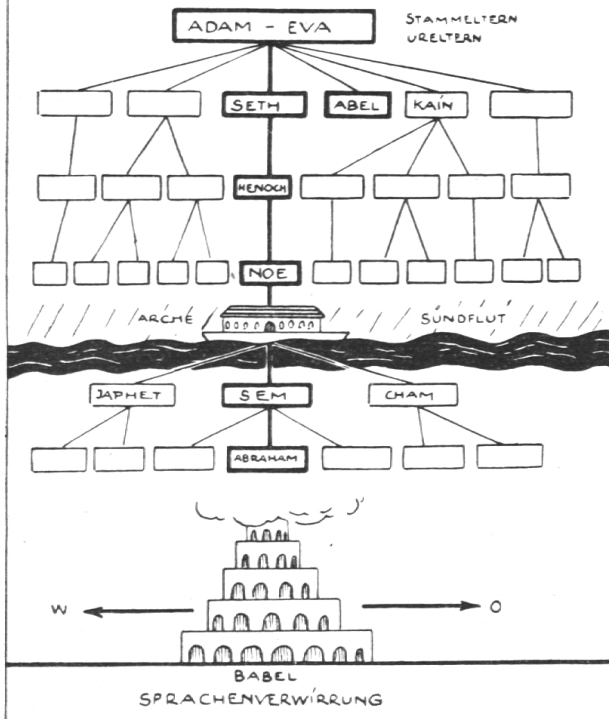 ADAM - EVA
STAMMELTERN
URELTERN
SETH
ABEL
KAIN
HENOCH
NOE
ARCHE
SÜNDFLUT
JAPHET
SEM
CHAM
ABRAHAM
W
O
BABEL
SPRACHENVERWIRRUNG